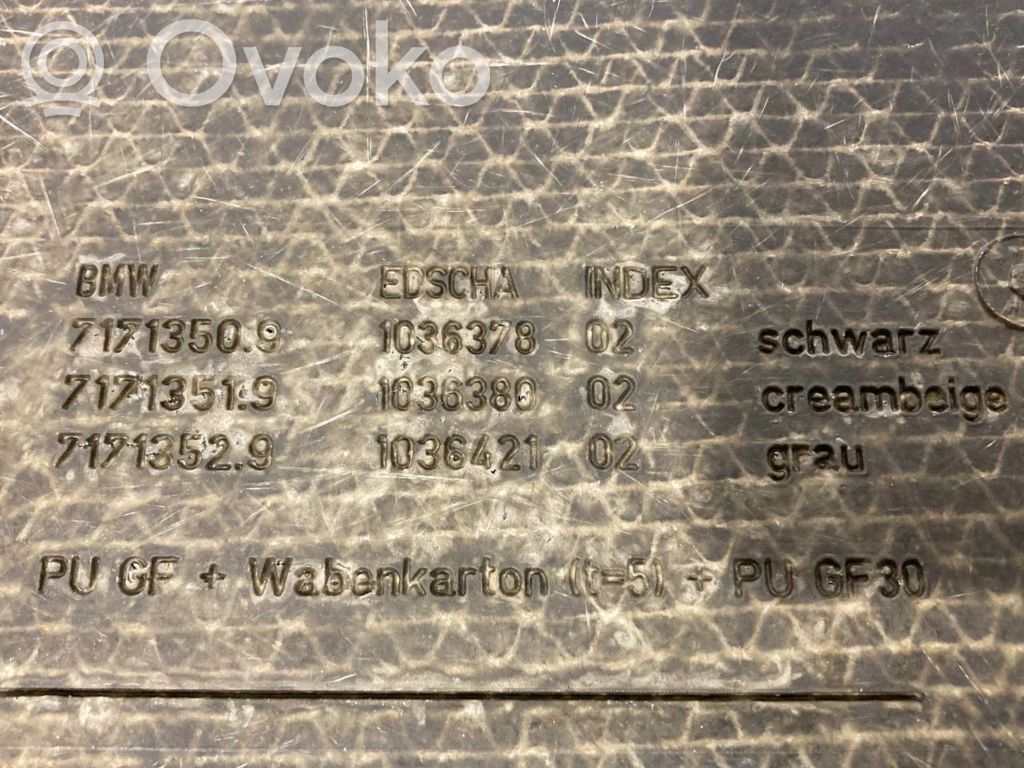 Ovoko
BMW EDSCHA INDEX
7171350.9 1036378 02 schwarz
7171351.9 1036380 02 creambeige
7171352.9 1036421 02 grau
PU GF + Wabenkarton (t=5) + PU GF30